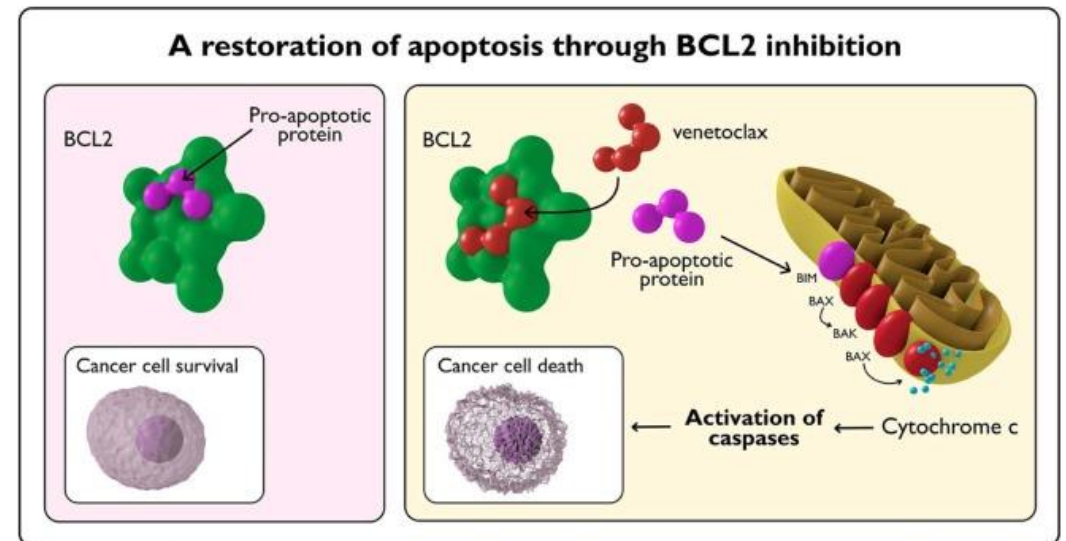 A restoration of apoptosis through BCL2 inhibition
BCL2
Pro-apoptotic
protein
Cancer cell survival
BCL2
venetoclax
Pro-apoptotic
protein
BIM
BAX
BAK
BAX
Cytochrome c
Activation of
caspases
Cancer cell death